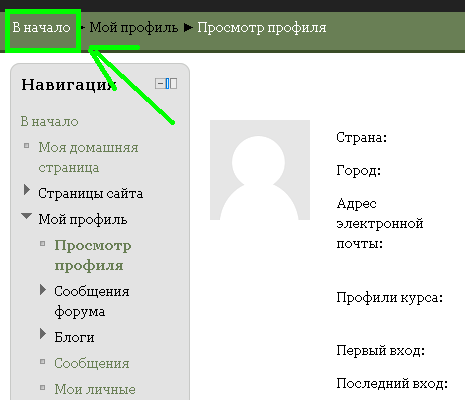 В начало ► Мой профиль ► Просмотр профиля
Навигация
В начало
Моя домашняя
страница
Страницы сайта
Мой профиль
Просмотр
профиля
Сообщения
форума
Блоги
Сообщения
Мои личные
Страна:
Город:
Адрес
электронной
почты:
Профили курса:
Первый вход:
Последний вход: